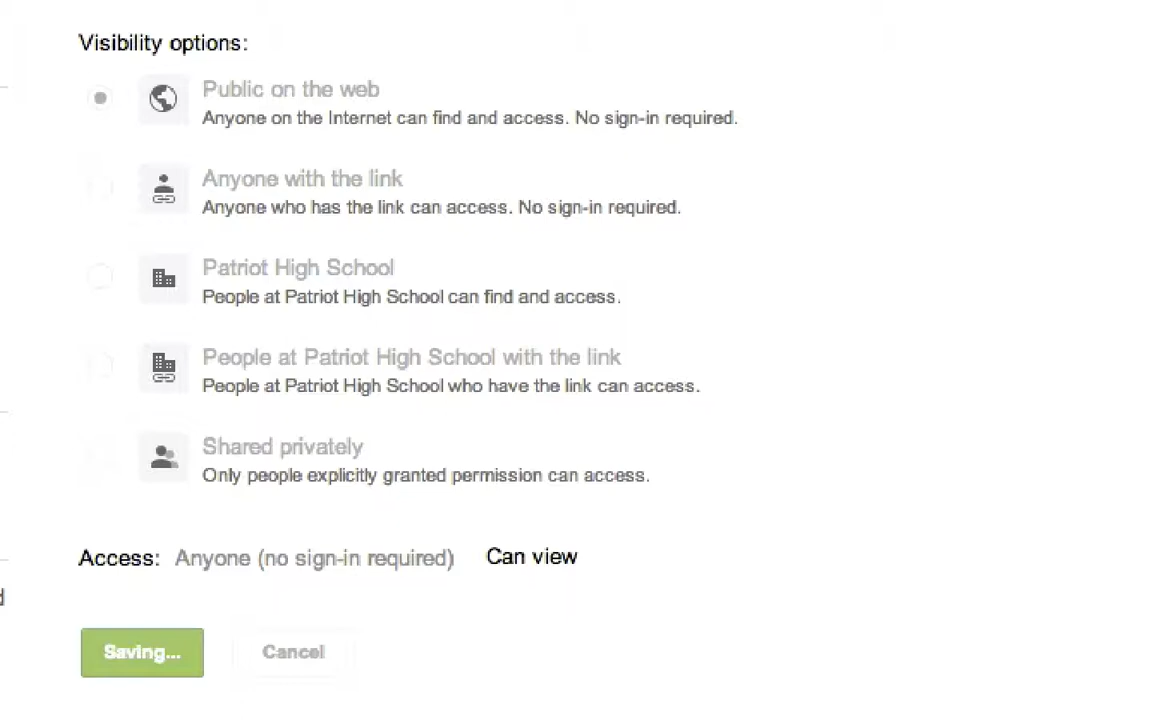 Visibility options:
Public on the web
Anyone on the Internet can find and access. No sign-in required.
Anyone with the link
Anyone who has the link can access. No sign-in required.
Patriot High School
People at Patriot High School can find and access.
People at Patriot High School with the link
People at Patriot High School who have the link can access.
Shared privately
Only people explicitly granted permission can access.
Access: Anyone (no sign-in required) Can view
Saving... Cancel